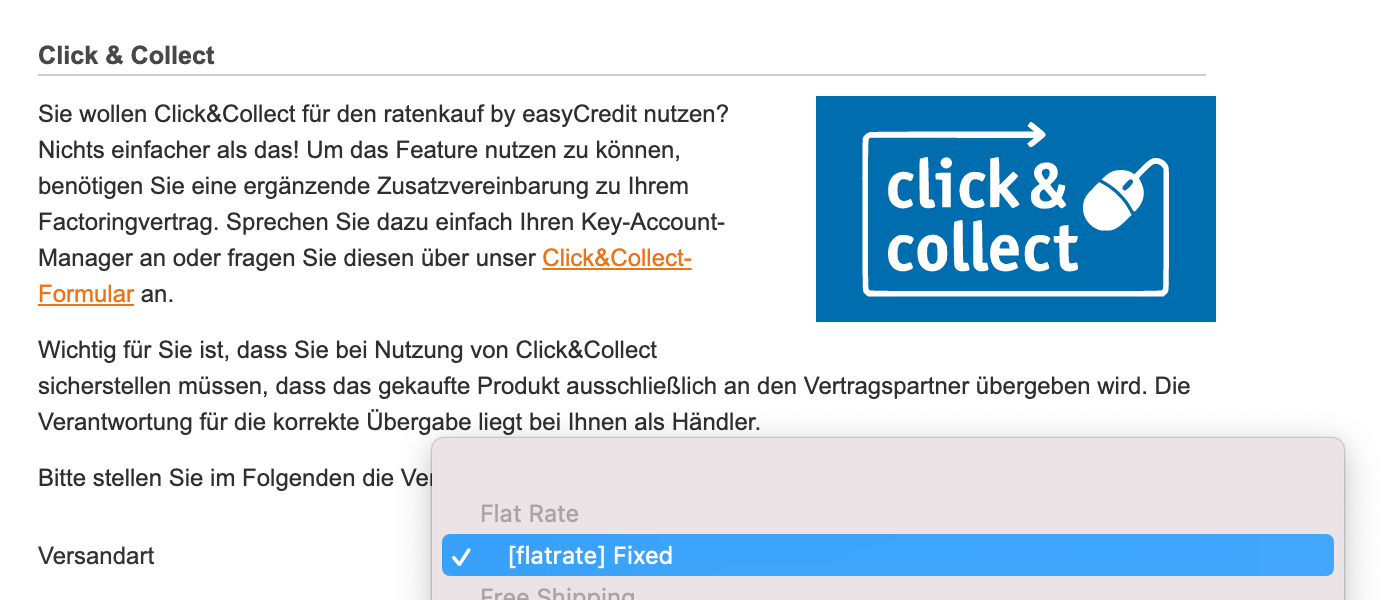 Click & Collect
Sie wollen Click&Collect für den ratenkauf by easyCredit nutzen?
Nichts einfacher als das! Um das Feature nutzen zu können,
benötigen Sie eine ergänzende Zusatzvereinbarung zu Ihrem
Factoringvertrag. Sprechen Sie dazu einfach Ihren Key-Account-
Manager an oder fragen Sie diesen über unser Click&Collect-
Formular an.
click &
collect
Wichtig für Sie ist, dass Sie bei Nutzung von Click&Collect
sicherstellen müssen, dass das gekaufte Produkt ausschließlich an den Vertragspartner übergeben wird. Die
Verantwortung für die korrekte Übergabe liegt bei Ihnen als Händler.
Bitte stellen Sie im Folgenden die
Flat Rate
Versandart
[flatrate] Fixed
Free Shipping